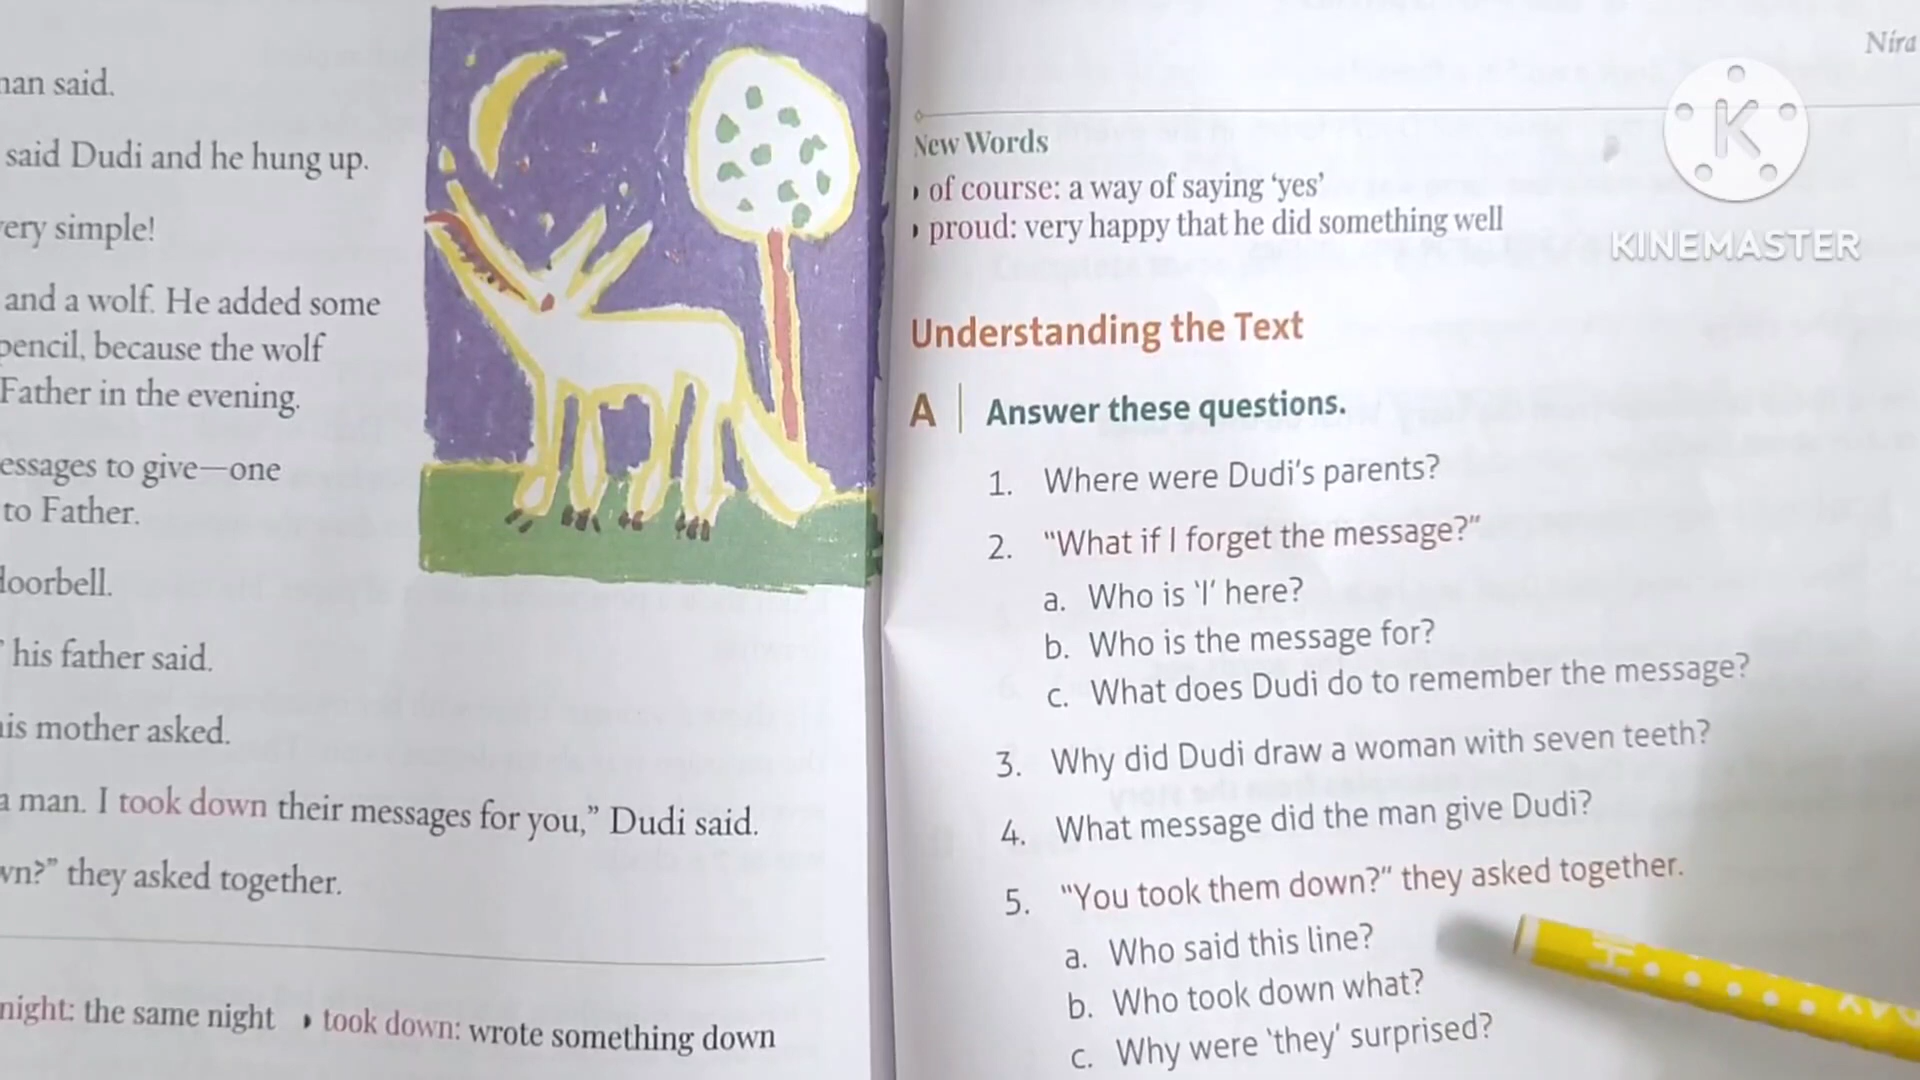 said.
said Dudi and he hung up.
very simple!
and a wolf. He added some
pencil, because the wolf
Father in the evening.
essages to give—one
to Father.
doorbell.
his father said.
his mother asked.
a man. I took down their messages for you,” Dudi said.
wn?” they asked together.
night: the same night › took down: wrote something down
Nira
KINEMASTER
New Words
› of course: a way of saying ‘yes’
› proud: very happy that he did something well
Understanding the Text
A | Answer these questions.
1. Where were Dudi’s parents?
2. “What if I forget the message?”
a. Who is ‘I’ here?
b. Who is the message for?
c. What does Dudi do to remember the message?
3. Why did Dudi draw a woman with seven teeth?
4. What message did the man give Dudi?
5. “You took them down?” they asked together.
a. Who said this line?
b. Who took down what?
c. Why were ‘they’ surprised?